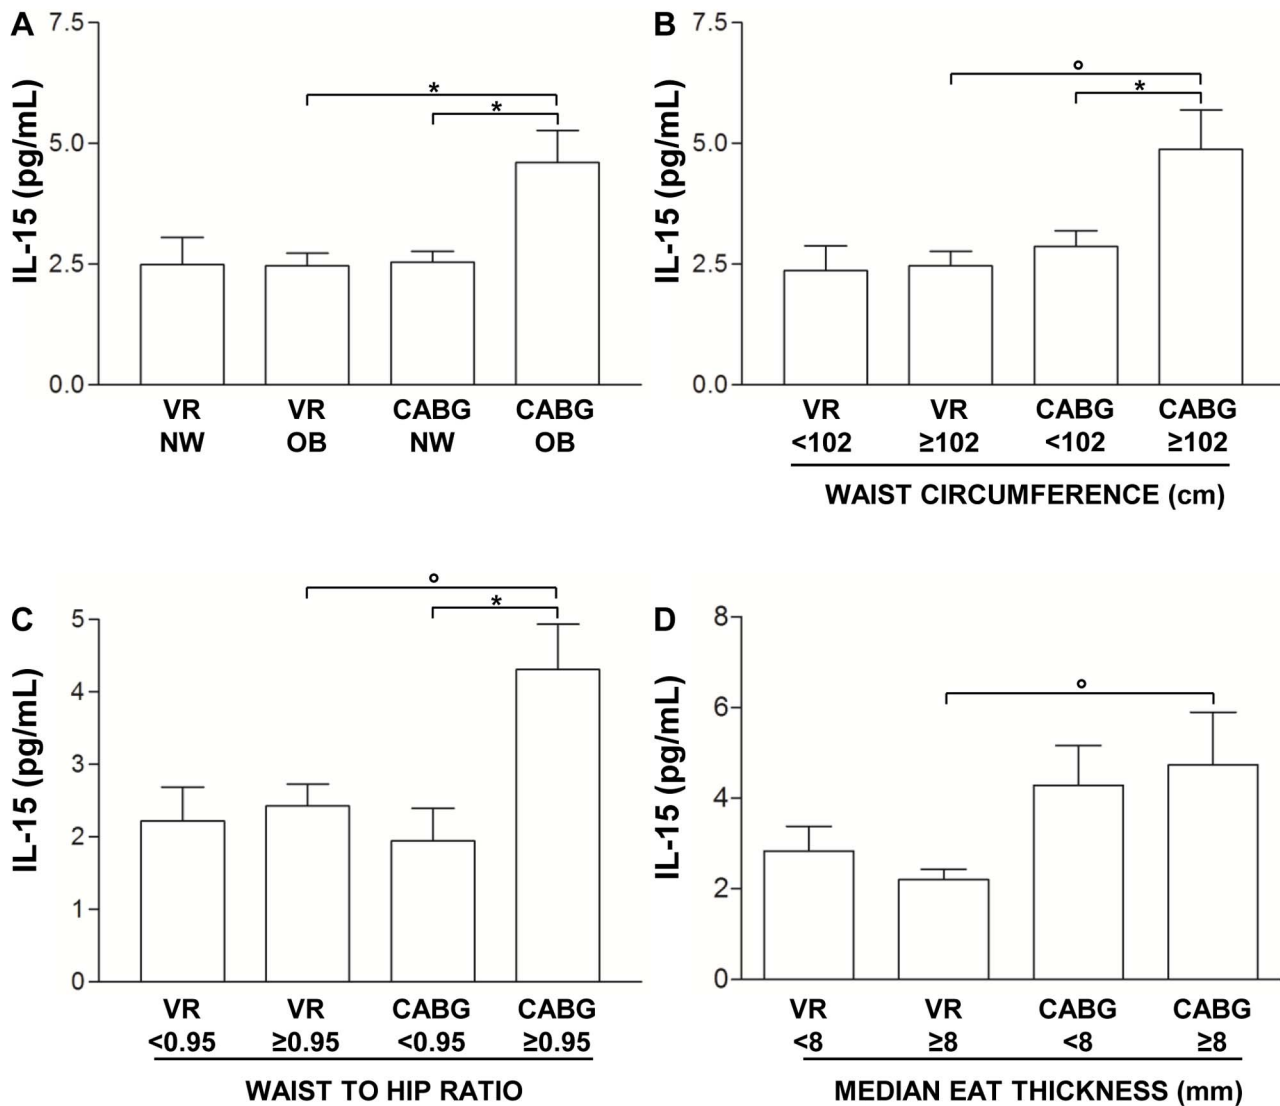 A
IL-15 (pg/mL)
7.5
5.0
2.5
0.0
*
*
VR VR CABG CABG
NW OB NW OB
B
IL-15 (pg/mL)
7.5
5.0
2.5
0.0
°
*
VR VR CABG CABG
<102 ≥102 <102 ≥102
WAIST CIRCUMFERENCE (cm)
C
IL-15 (pg/mL)
5
4
3
2
1
0
°
*
VR VR CABG CABG
<0.95 ≥0.95 <0.95 ≥0.95
WAIST TO HIP RATIO
D
IL-15 (pg/mL)
8
6
4
2
0
°
VR VR CABG CABG
<8 ≥8 <8 ≥8
MEDIAN EAT THICKNESS (mm)